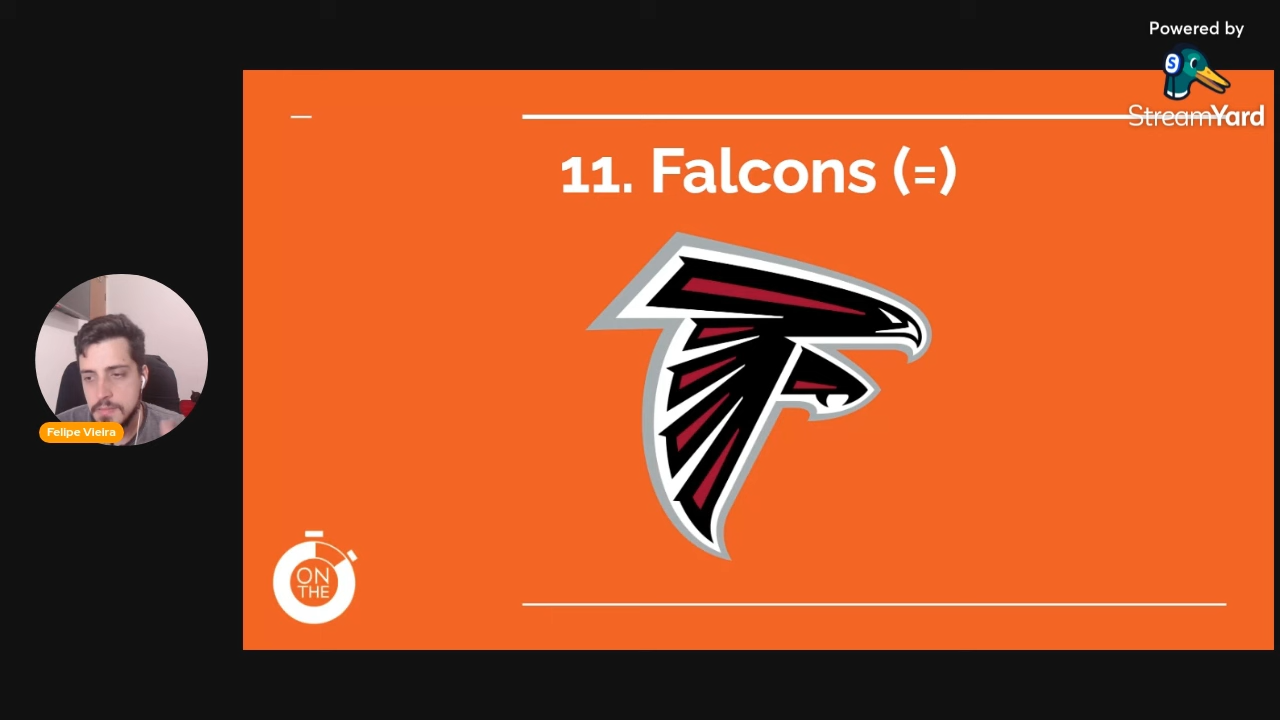 Powered by
S
StreamYard
11. Falcons (=)
Felipe Vieira
ON
THE